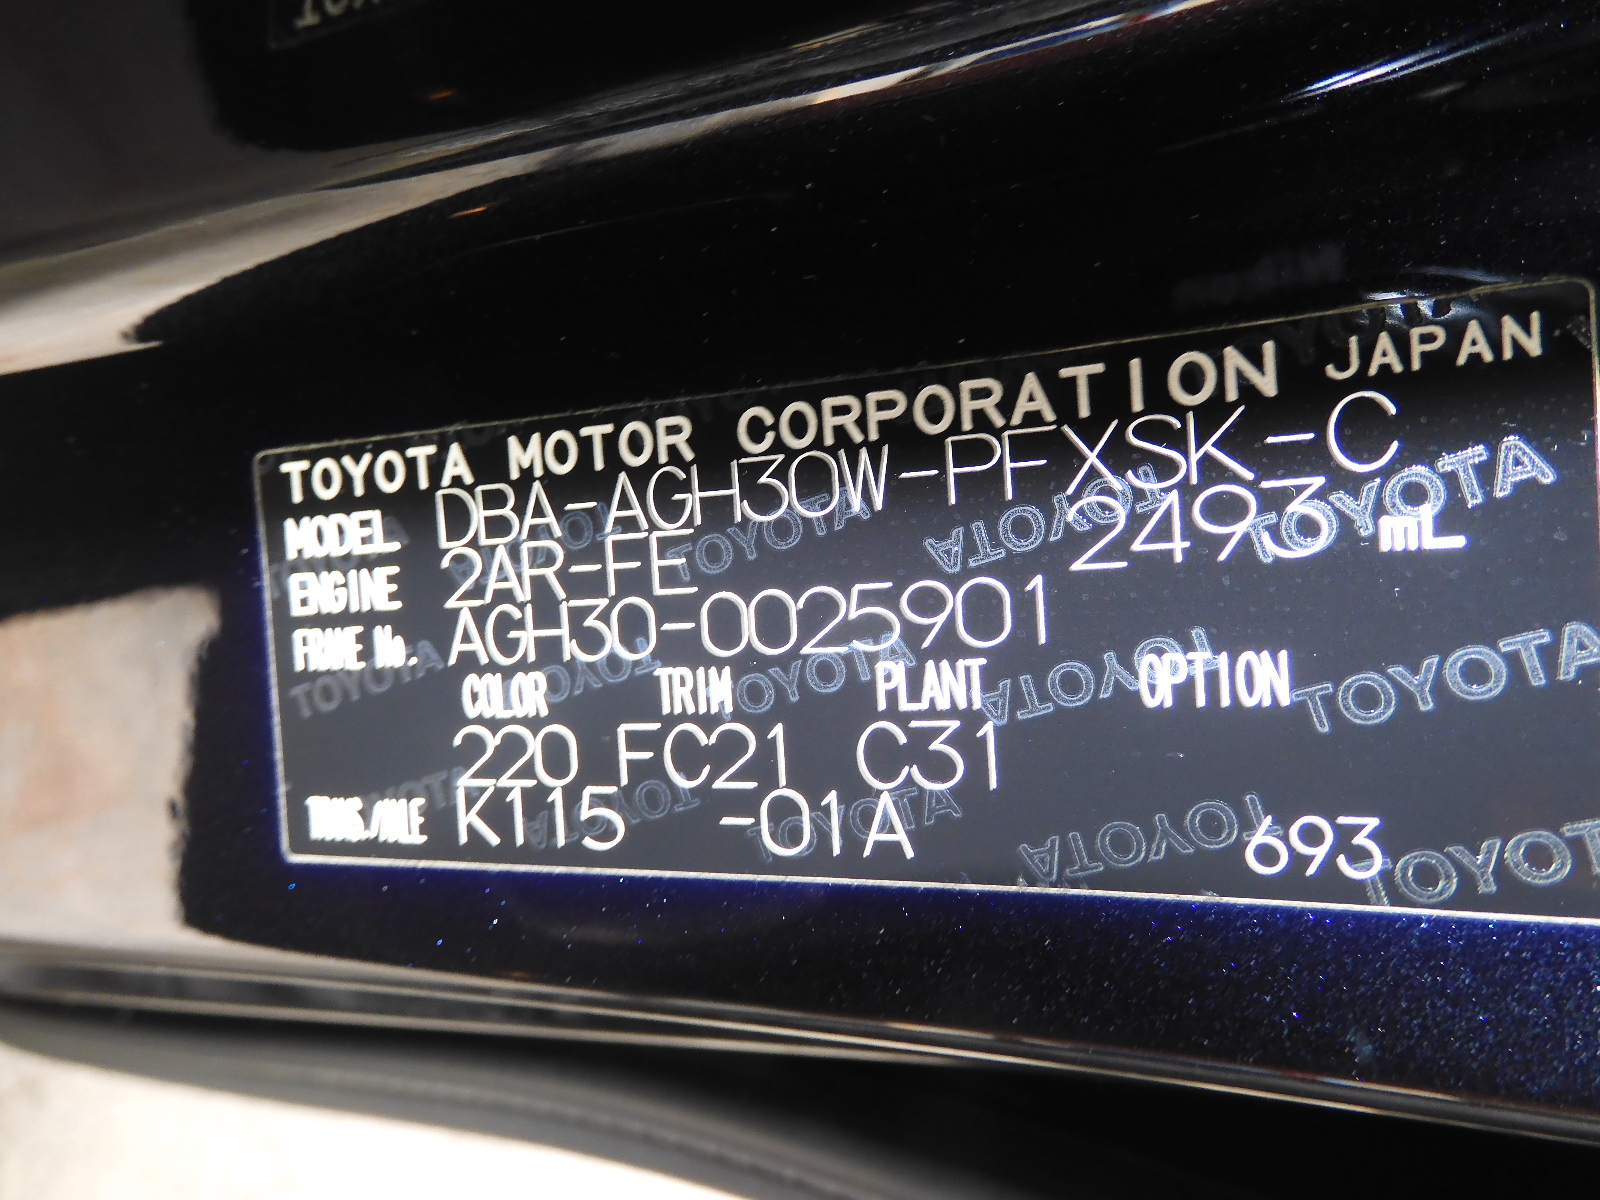 TOYOTA MOTOR CORPORATION JAPAN
MODEL DBA-AGH30W-PFXSK-C
ENGINE 2AR-FE 2493 mL
FRAME No. AGH30-0025901
COLOR TRIM PLANT OPTION
220 FC21 C31
TRANS./AXLE K115 -01A 693